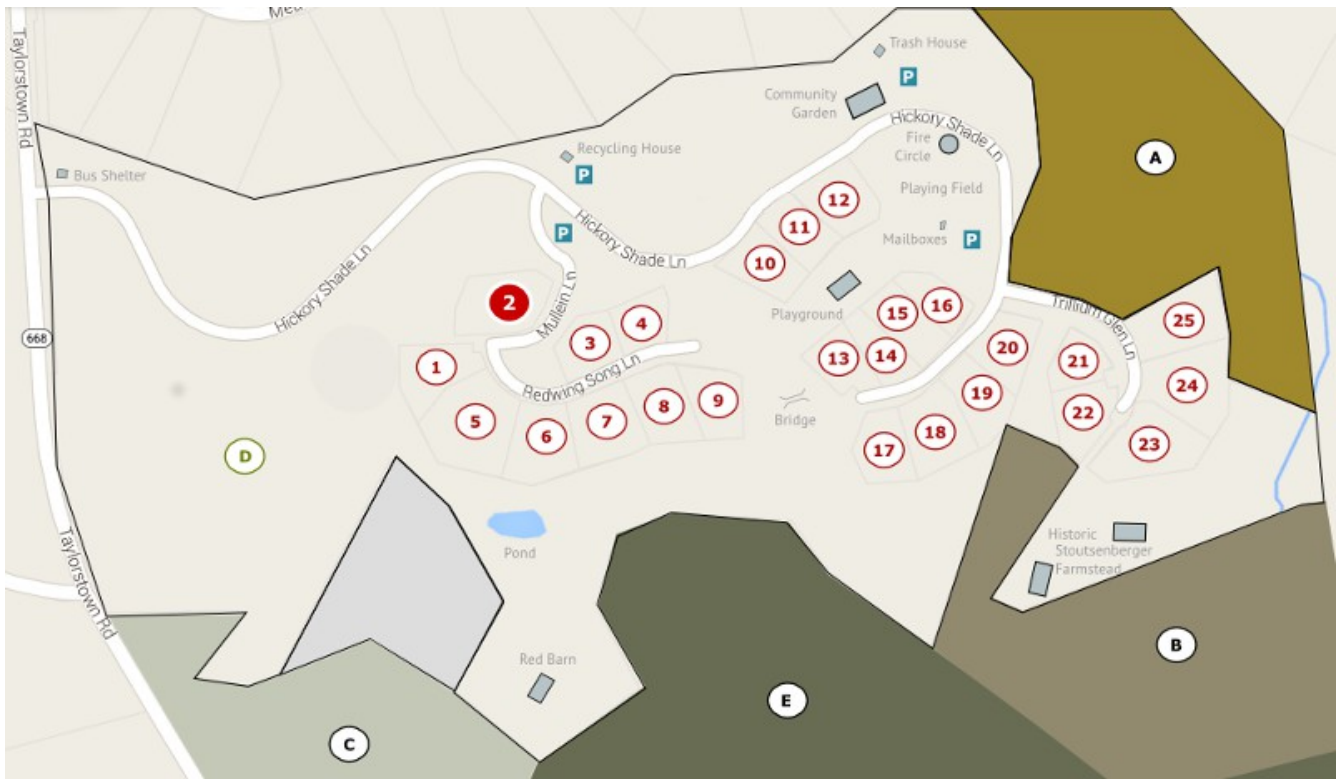 Mea
Taylorstown Rd
Trash House
P
Community
Garden
Hickory Shade Ln
Fire
Circle
A
Recycling House
P
Bus Shelter
Playing Field
12
11
10
P
Hickory Shade Ln
Mailboxes
P
Hickory Shade Ln
2
Mullein Ln
Playground
15
16
Trillium Glen Ln
25
668
4
3
13
14
20
21
1
Redwing Song Ln
24
5
6
7
8
9
Bridge
19
22
18
17
23
D
Taylorstown Rd
Pond
Historic
Stoutsenberger
Farmstead
Red Barn
B
E
C